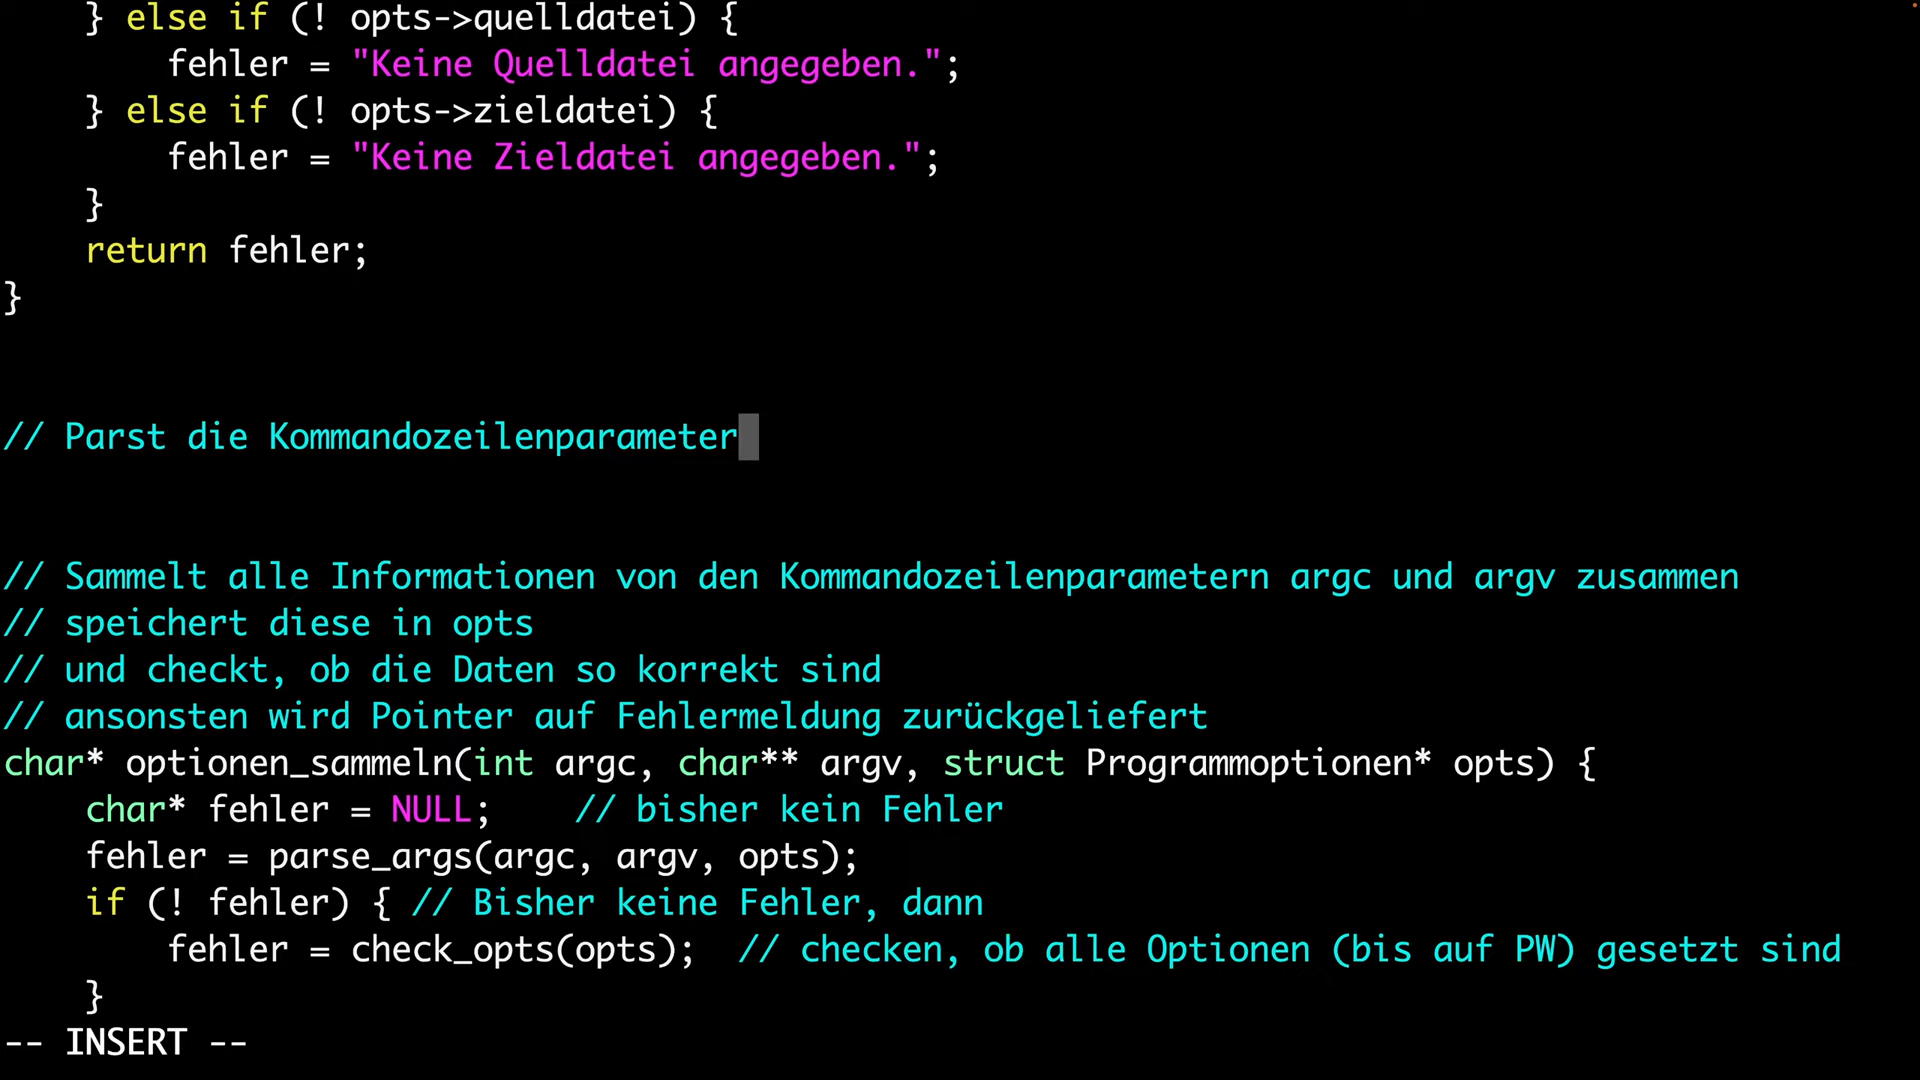 } else if (! opts->quelldatei) {
        fehler = "Keine Quelldatei angegeben.";
    } else if (! opts->zieldatei) {
        fehler = "Keine Zieldatei angegeben.";
    }
    return fehler;
}
// Parst die Kommandozeilenparameter
// Sammelt alle Informationen von den Kommandozeilenparametern argc und argv zusammen
// speichert diese in opts
// und checkt, ob die Daten so korrekt sind
// ansonsten wird Pointer auf Fehlermeldung zurückgeliefert
char* optionen_sammeln(int argc, char** argv, struct Programmoptionen* opts) {
    char* fehler = NULL;    // bisher kein Fehler
    fehler = parse_args(argc, argv, opts);
    if (! fehler) { // Bisher keine Fehler, dann
        fehler = check_opts(opts);  // checken, ob alle Optionen (bis auf PW) gesetzt sind
    }
-- INSERT --